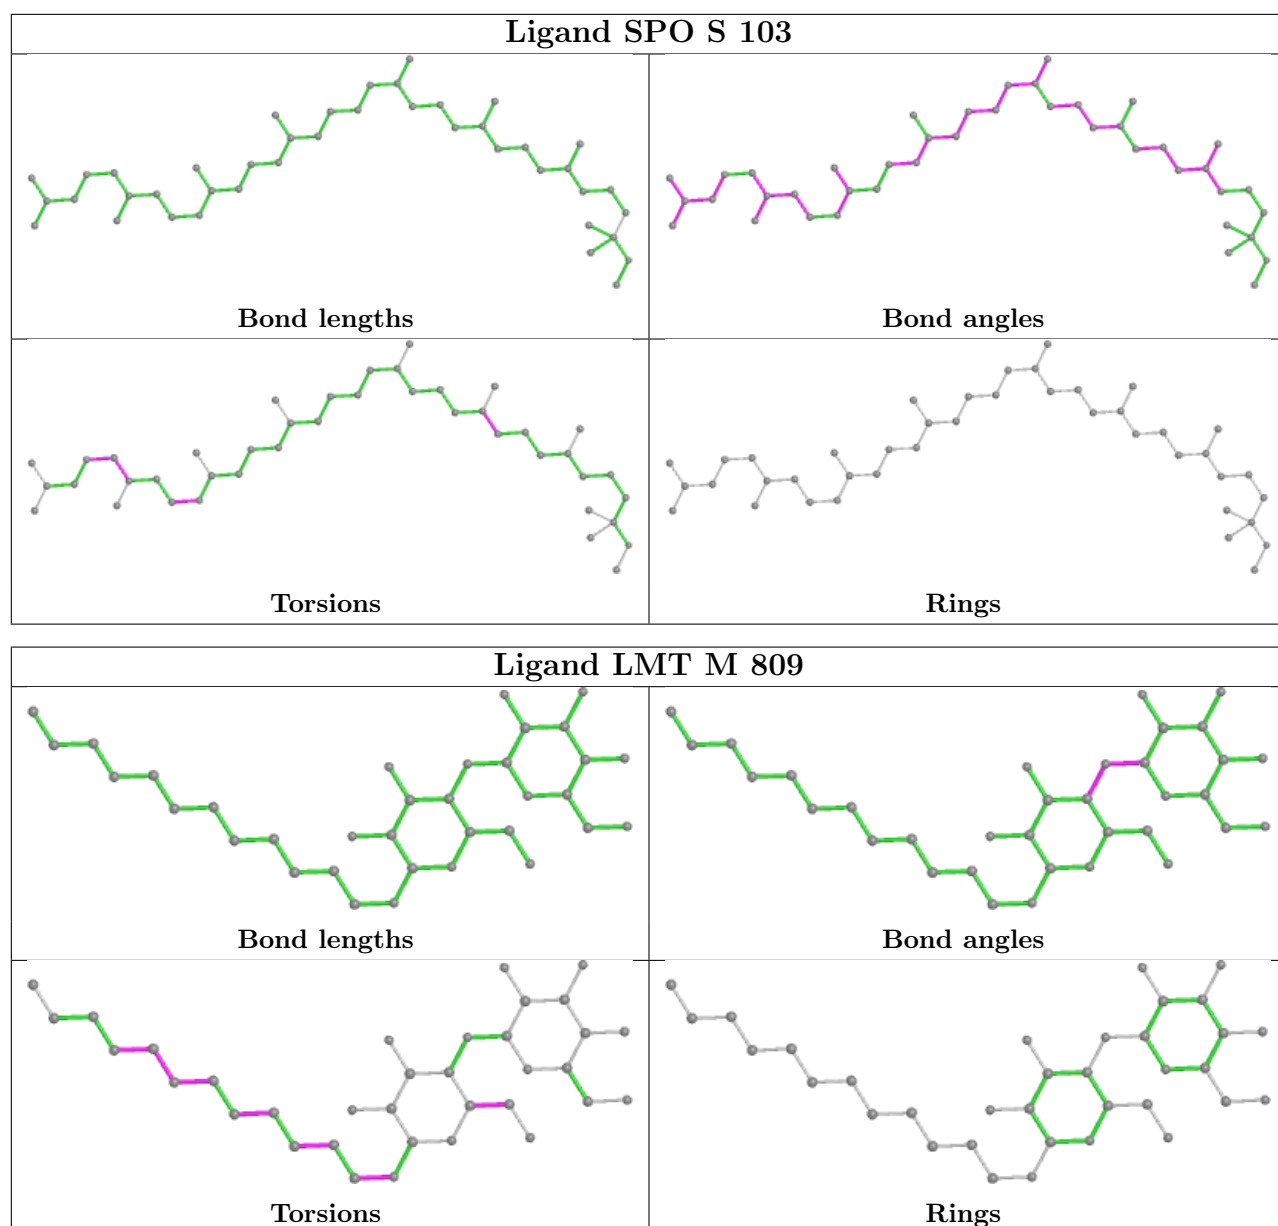 Ligand SPO S 103
Bond lengths
Bond angles
Torsions
Rings
Ligand LMT M 809
Bond lengths
Bond angles
Torsions
Rings